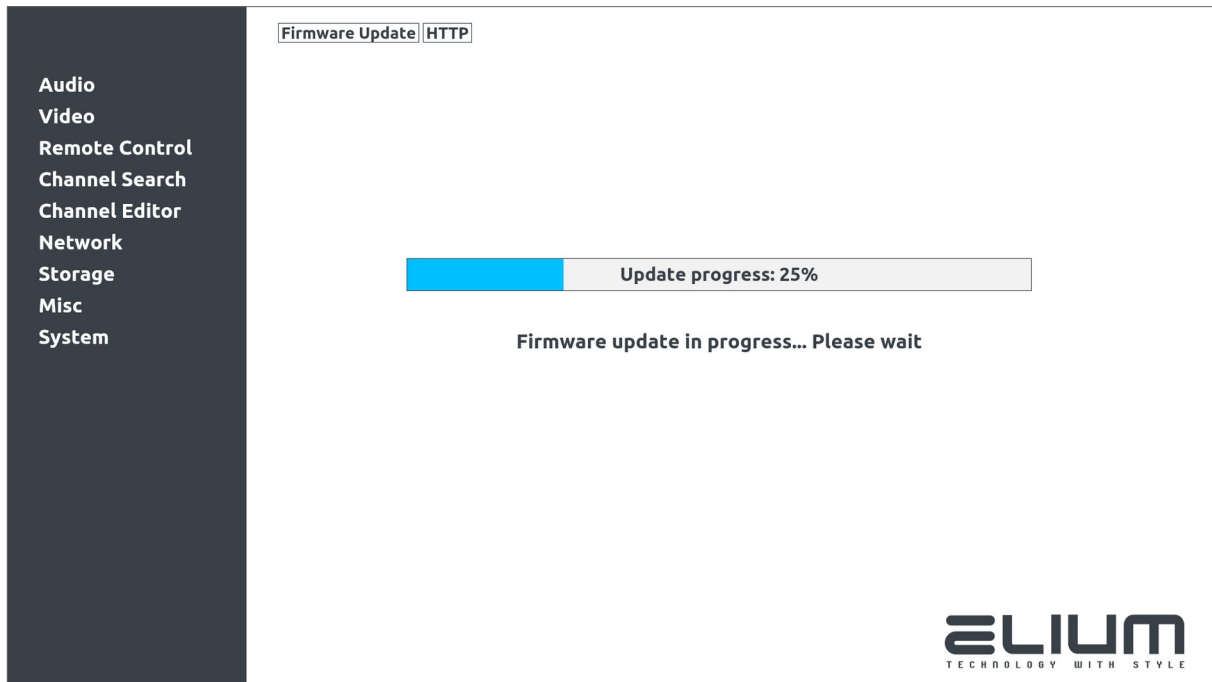 Firmware Update HTTP
Audio
Video
Remote Control
Channel Search
Channel Editor
Network
Storage
Misc
System
Update progress: 25%
Firmware update in progress... Please wait
ELIUM
TECHNOLOGY WITH STYLE